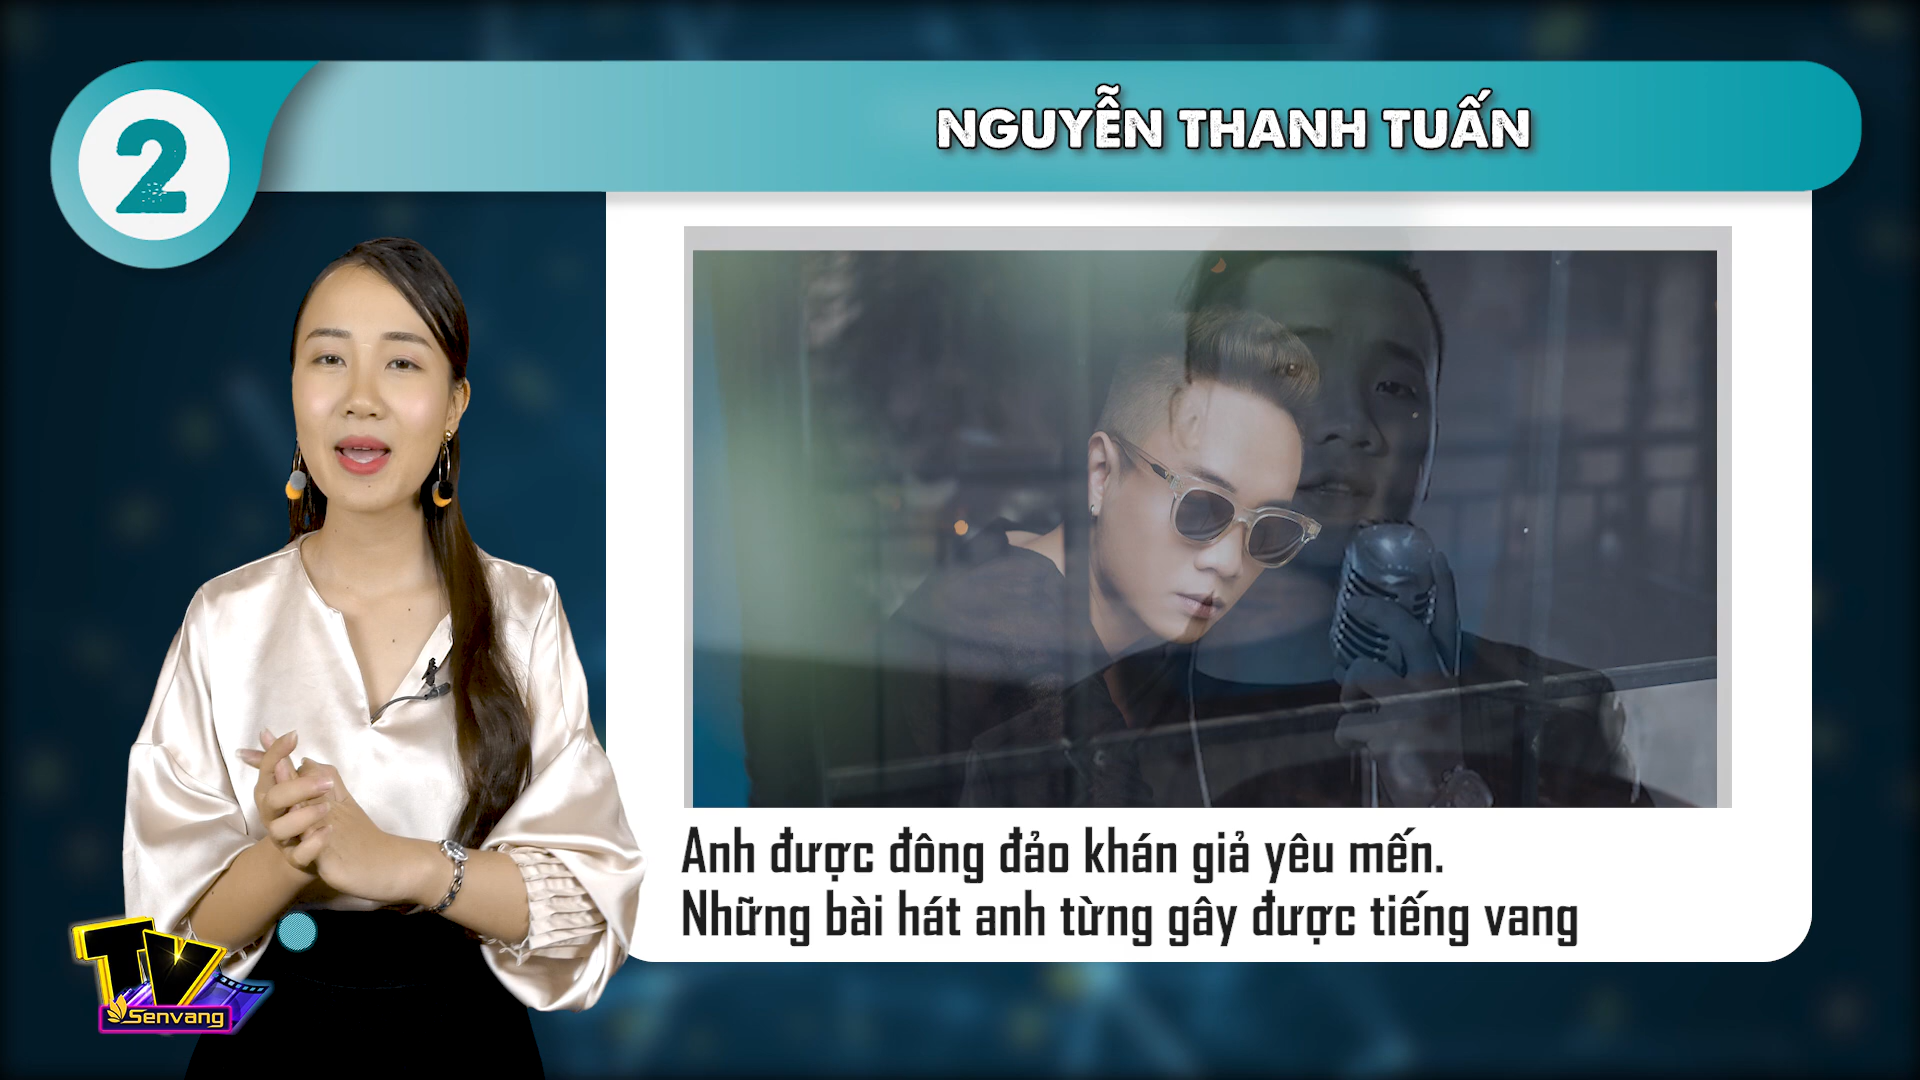 2
NGUYỄN THANH TUẤN
Anh được đông đảo khán giả yêu mến.
Những bài hát anh từng gây được tiếng vang
TV
Senvang